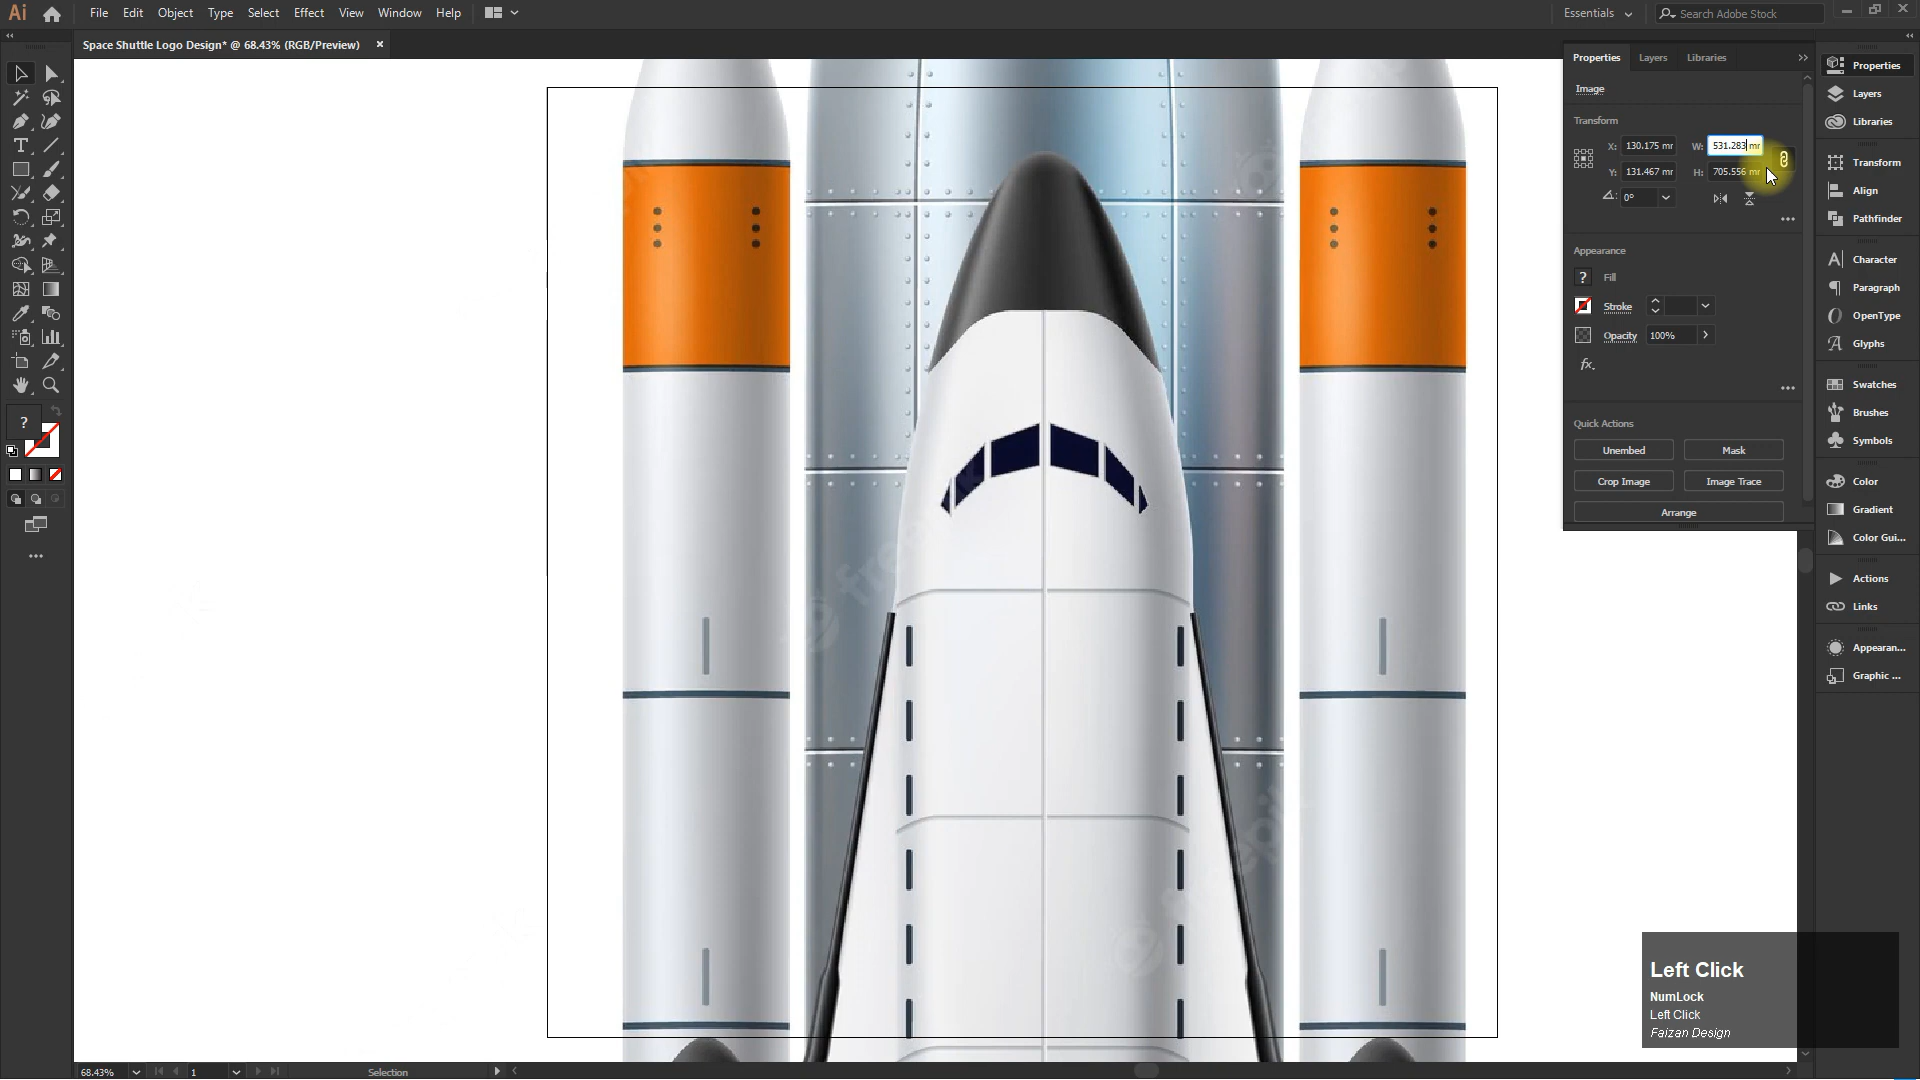 Ai File Edit Object Type Select Effect View Window Help Essentials Search Adobe Stock
Space Shuttle Logo Design* @ 68.43% (RGB/Preview) ×
Properties Layers Libraries
Image
Transform
X: 130.175 mr W: 531.283 mr
Y: 131.467 mr H: 705.556 mr
0°
Appearance
? Fill
Stroke
Opacity 100%
fx.
Quick Actions
Unembed Mask
Crop Image Image Trace
Arrange
Properties
Layers
Libraries
Transform
Align
Pathfinder
Character
Paragraph
OpenType
Glyphs
Swatches
Brushes
Symbols
Color
Gradient
Color Gui...
Actions
Links
Appearan...
Graphic ...
?
Left Click
NumLock
Left Click
Faizan Design
68.43% 1 Selection